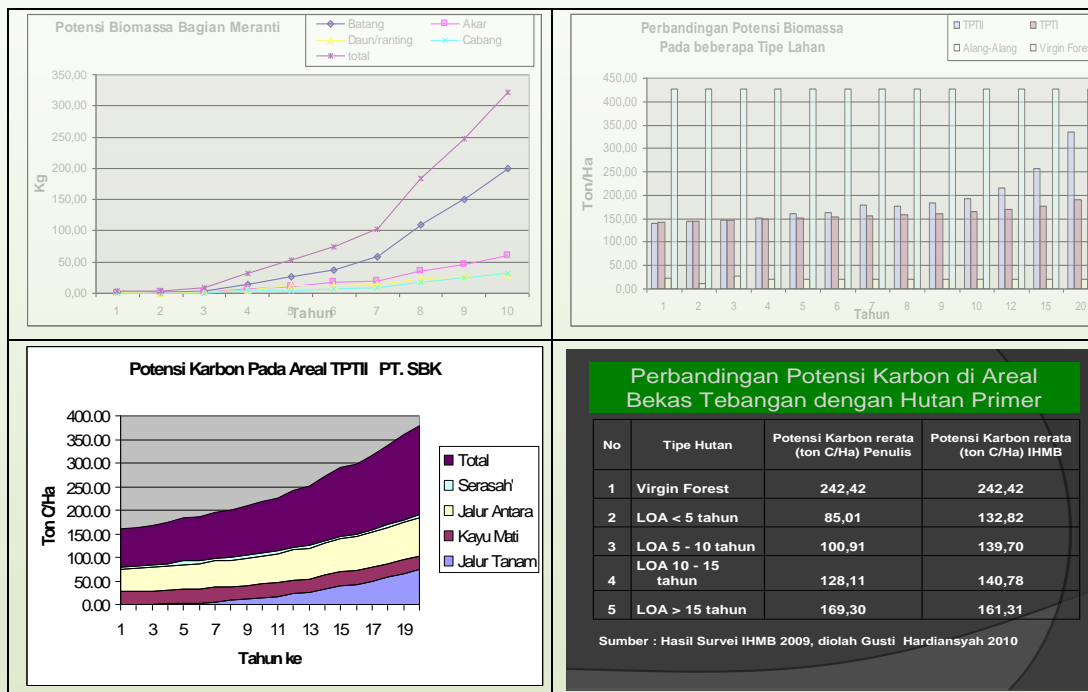 Potensi Biomassa Bagian Meranti
Batang
Akar
Daun/ranting
Cabang
total
350,00
300,00
250,00
200,00
150,00
100,00
50,00
0,00
Kg
1 2 3 4 5 6 7 8 9 10
Tahun
Perbandingan Potensi Biomassa
Pada beberapa Tipe Lahan
TPTII
TPTI
Alang-Alang
Virgin Fores
450,00
400,00
350,00
300,00
250,00
200,00
150,00
100,00
50,00
0,00
Ton/Ha
1 2 3 4 5 6 7 8 9 10 12 15 20
Tahun
Potensi Karbon Pada Areal TPTII PT. SBK
400.00
350.00
300.00
250.00
200.00
150.00
100.00
50.00
0.00
Ton C/Ha
1 3 5 7 9 11 13 15 17 19
Tahun ke
Total
Serasah'
Jalur Antara
Kayu Mati
Jalur Tanam
Perbandingan Potensi Karbon di Areal
Bekas Tebangan dengan Hutan Primer
No Tipe Hutan Potensi Karbon rerata (ton C/Ha) Penulis Potensi Karbon rerata (ton C/Ha) IHMB
1 Virgin Forest 242,42 242,42
2 LOA < 5 tahun 85,01 132,82
3 LOA 5 - 10 tahun 100,91 139,70
4 LOA 10 - 15 tahun 128,11 140,78
5 LOA > 15 tahun 169,30 161,31
Sumber : Hasil Survei IHMB 2009, diolah Gusti Hardiansyah 2010